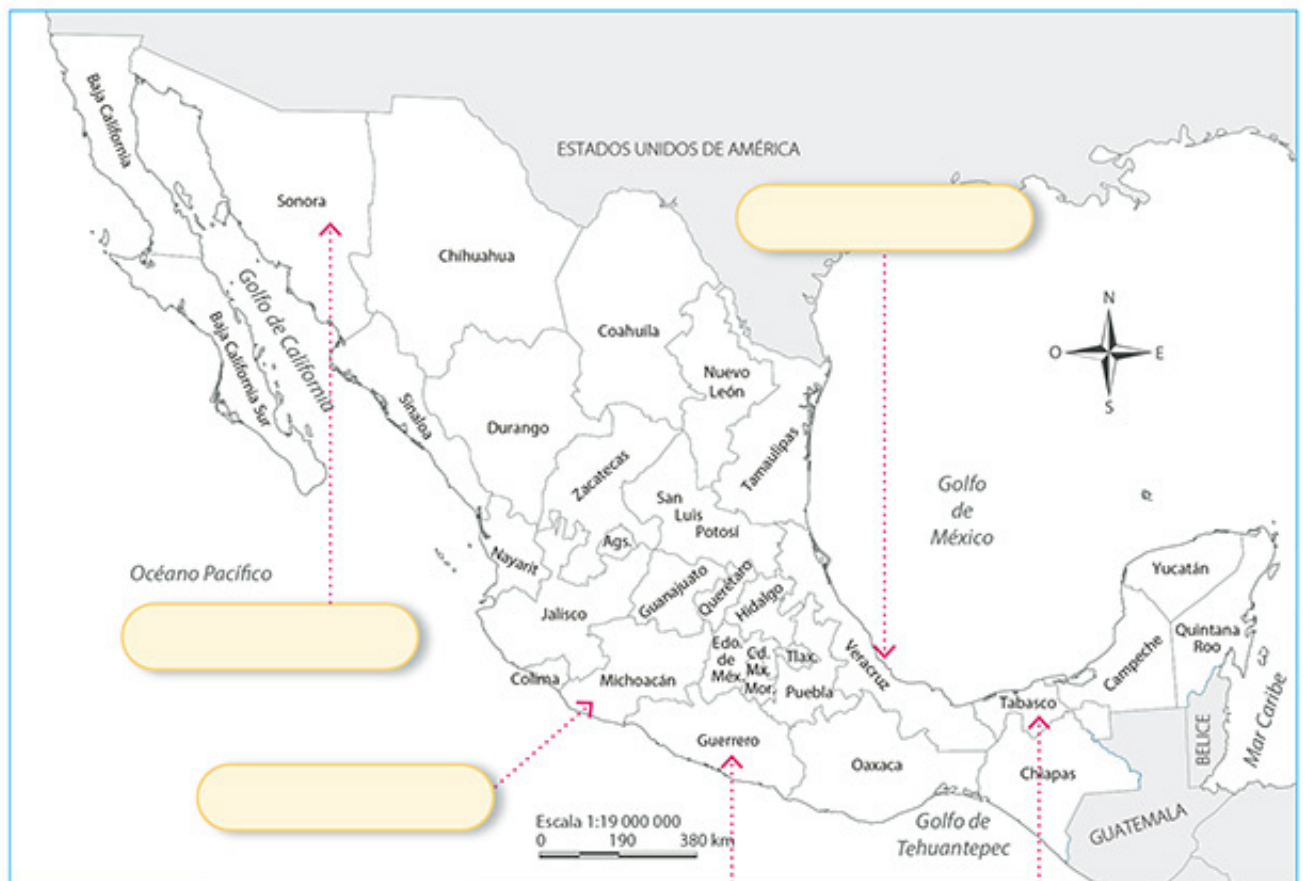 Baja California
Sonora
ESTADOS UNIDOS DE AMÉRICA
Chihuahua
Golfo de California
Baja California Sur
Coahuila
Nuevo
León
N
O
E
S
Sinaloa
Durango
Tamaulipas
Zacatecas
San
Luis
Potosí
Golfo
de
México
Ags.
Nayarit
Océano Pacífico
Yucatán
Guanajuato
Querétaro
Hidalgo
Jalisco
Quintana
Roo
Campeche
Edo.
de
Méx.
Cd.
Mx.
Mor.
Tlax.
Veracruz
Colima
Michoacán
Puebla
Tabasco
BELICE
Mar Caribe
Guerrero
Oaxaca
Chiapas
GUATEMALA
Golfo de
Tehuantepec
Escala 1:19 000 000
0 190 380 km